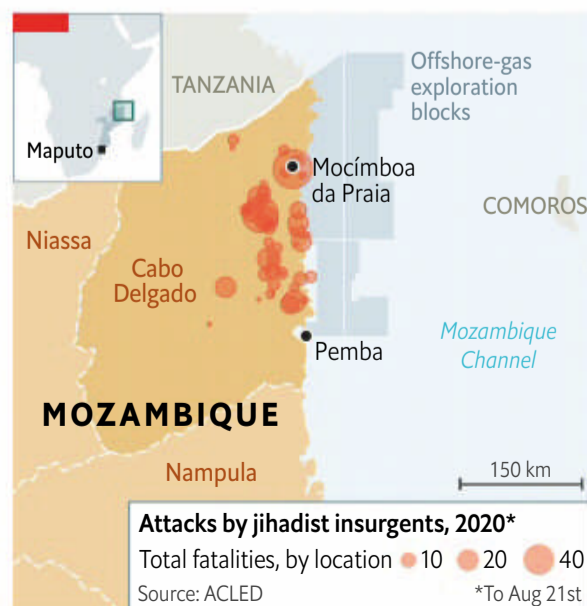 TANZANIA
Offshore-gas
exploration
blocks
Maputo
Mocímboa
da Praia
COMOROS
Niassa
Cabo
Delgado
Pemba
Mozambique
Channel
MOZAMBIQUE
Nampula
150 km
Attacks by jihadist insurgents, 2020*
Total fatalities, by location 10 20 40
Source: ACLED *To Aug 21st